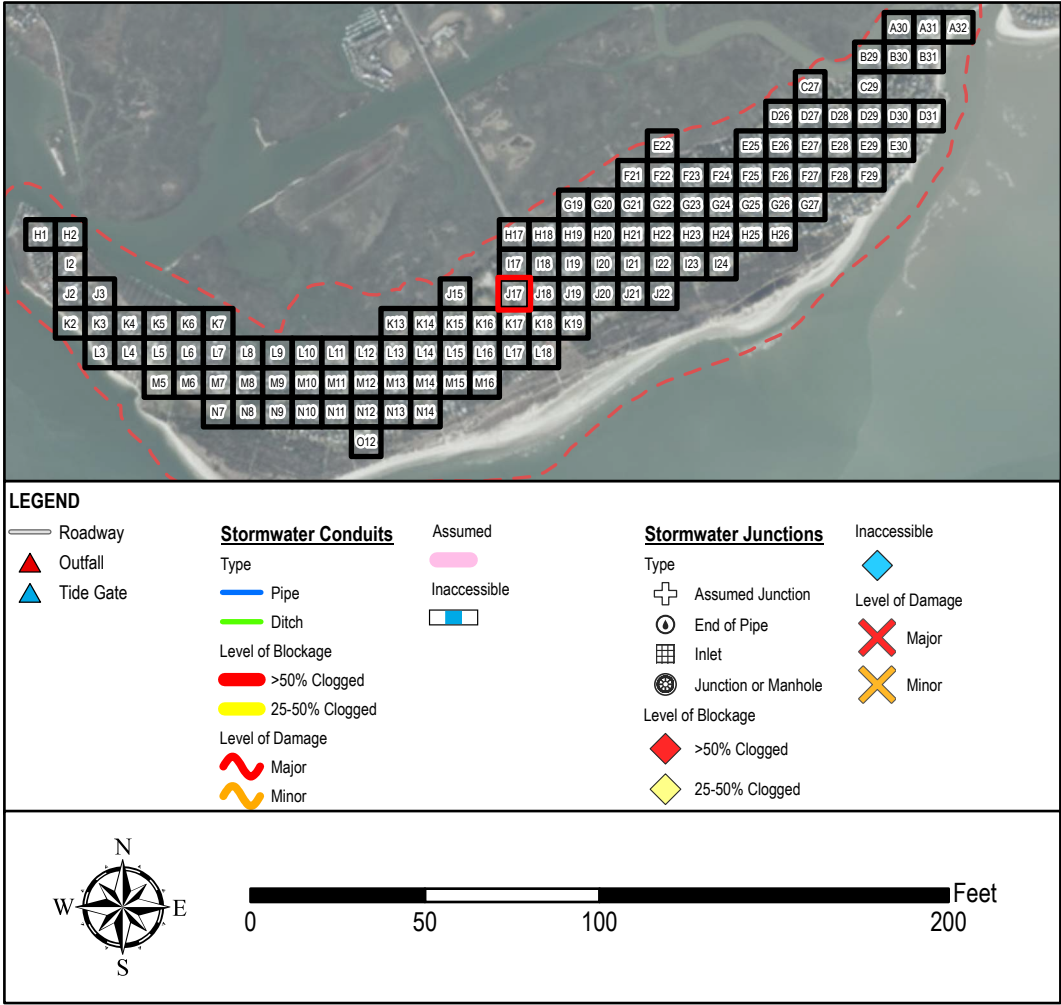 A30 A31 A32
B29 B30 B31
C27 C29
D26 D27 D28 D29 D30 D31
E22 E25 E26 E27 E28 E29 E30
F21 F22 F23 F24 F25 F26 F27 F28 F29
G19 G20 G21 G22 G23 G24 G25 G26 G27
H1 H2 H17 H18 H19 H20 H21 H22 H23 H24 H25 H26
I2 I17 I18 I19 I20 I21 I22 I23 I24
J2 J3 J15 J17 J18 J19 J20 J21 J22
K2 K3 K4 K5 K6 K7 K13 K14 K15 K16 K17 K18 K19
L3 L4 L5 L6 L7 L8 L9 L10 L11 L12 L13 L14 L15 L16 L17 L18
M5 M6 M7 M8 M9 M10 M11 M12 M13 M14 M15 M16
N7 N8 N9 N10 N11 N12 N13 N14
O12
LEGEND
Roadway
Outfall
Tide Gate
Stormwater Conduits
Type
Pipe
Ditch
Level of Blockage
>50% Clogged
25-50% Clogged
Level of Damage
Major
Minor
Assumed
Inaccessible
Stormwater Junctions
Type
Assumed Junction
End of Pipe
Inlet
Junction or Manhole
Level of Blockage
>50% Clogged
25-50% Clogged
Inaccessible
Level of Damage
Major
Minor
N
W E
S
Feet
0 50 100 200